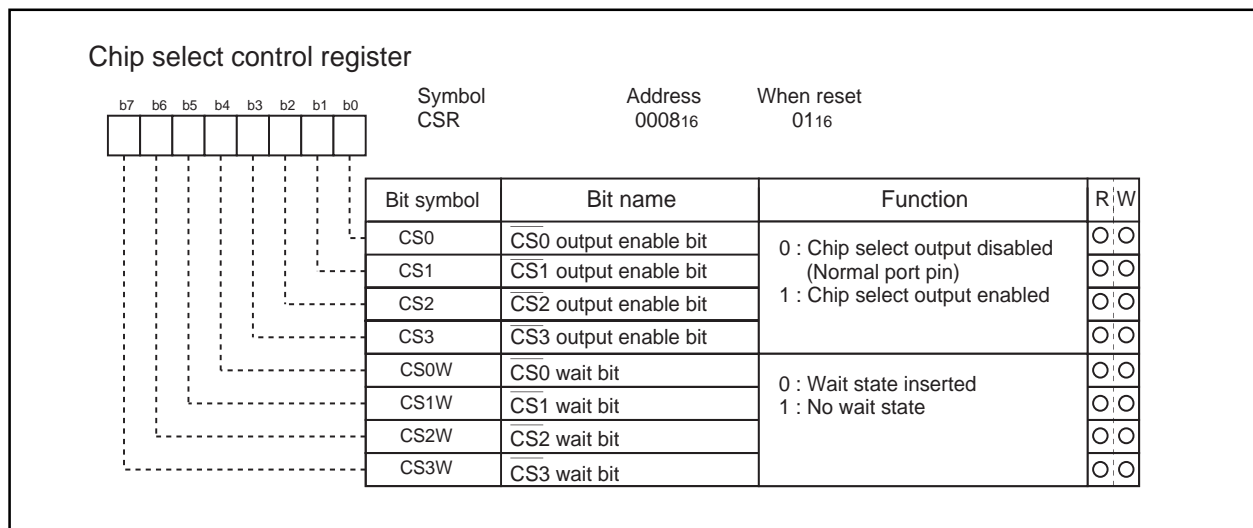 Chip select control register
Symbol Address When reset
b7 b6 b5 b4 b3 b2 b1 b0
CSR 000816 0116
Bit symbol Bit name Function R W
CS0 CS0 output enable bit 0 : Chip select output disabled
(Normal port pin)
1 : Chip select output enabled
CS1 CS1 output enable bit
CS2 CS2 output enable bit
CS3 CS3 output enable bit
CS0W CS0 wait bit 0 : Wait state inserted
1 : No wait state
CS1W CS1 wait bit
CS2W CS2 wait bit
CS3W CS3 wait bit